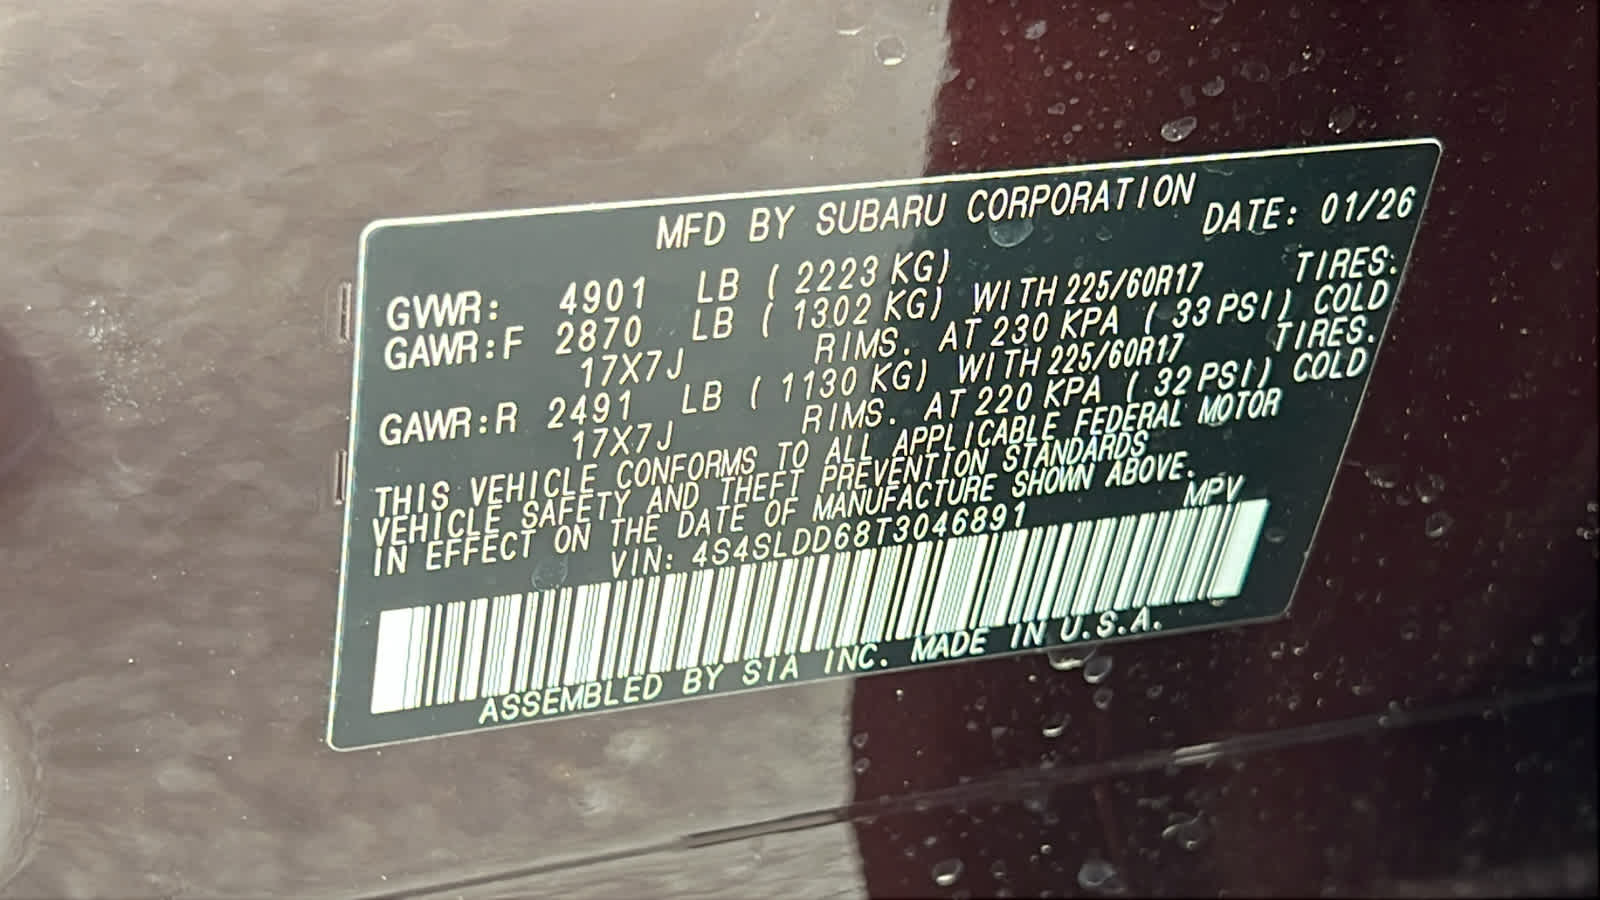 MFD BY SUBARU CORPORATION DATE: 01/26
GVWR: 4901 LB ( 2223 KG)
GAWR:F 2870 LB ( 1302 KG) WITH 225/60R17 TIRES.
17X7J RIMS. AT 230 KPA ( 33 PSI) COLD
GAWR:R 2491 LB ( 1130 KG) WITH 225/60R17 TIRES.
17X7J RIMS. AT 220 KPA ( 32 PSI) COLD
THIS VEHICLE CONFORMS TO ALL APPLICABLE FEDERAL MOTOR
VEHICLE SAFETY AND THEFT PREVENTION STANDARDS
IN EFFECT ON THE DATE OF MANUFACTURE SHOWN ABOVE.
VIN: 4S4SLDD68T3046891 MPV
ASSEMBLED BY SIA INC. MADE IN U.S.A.